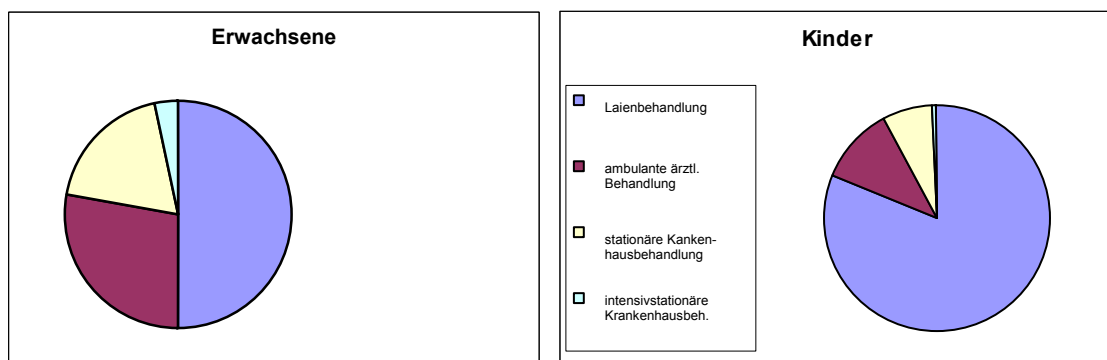 Erwachsene
Kinder
Laienbehandlung
ambulante ärztl.
Behandlung
stationäre Kanken-
hausbehandlung
intensivstationäre
Krankenhausbeh.